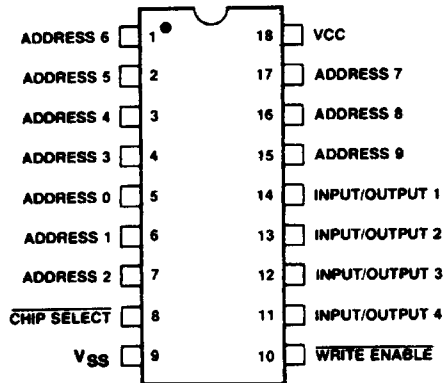 ADDRESS 6 1 18 VCC
ADDRESS 5 2 17 ADDRESS 7
ADDRESS 4 3 16 ADDRESS 8
ADDRESS 3 4 15 ADDRESS 9
ADDRESS 0 5 14 INPUT/OUTPUT 1
ADDRESS 1 6 13 INPUT/OUTPUT 2
ADDRESS 2 7 12 INPUT/OUTPUT 3
CHIP SELECT 8 11 INPUT/OUTPUT 4
VSS 9 10 WRITE ENABLE